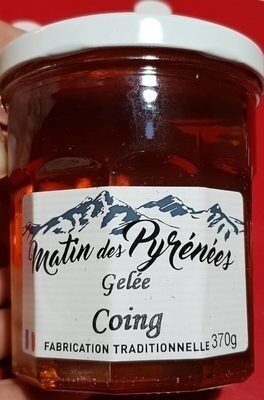 Matin des Pyrénées
Gelée
Coing
FABRICATION TRADITIONNELLE 370g